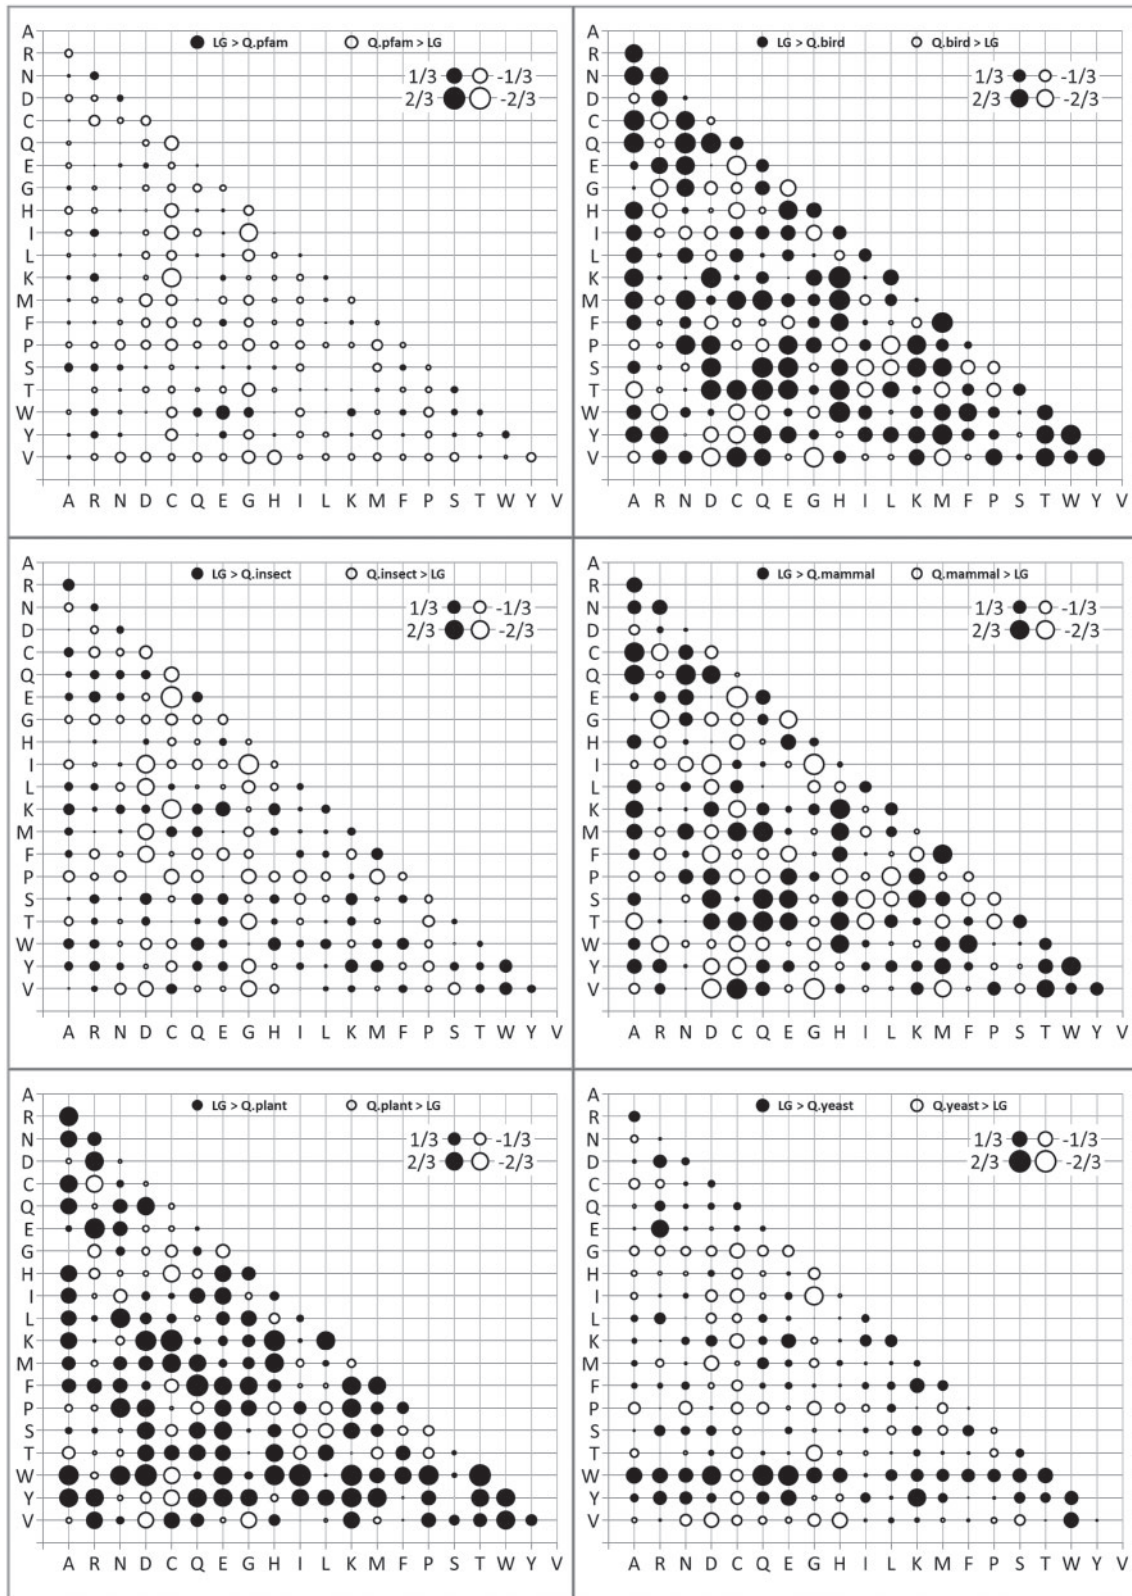 A
LG > Q.pfam Q.pfam > LG
R
1/3 -1/3
N
2/3 -2/3
D
C
Q
E
G
H
I
L
K
M
F
P
S
T
W
Y
V
A R N D C Q E G H I L K M F P S T W Y V
A
LG > Q.bird Q.bird > LG
R
1/3 -1/3
N
2/3 -2/3
D
C
Q
E
G
H
I
L
K
M
F
P
S
T
W
Y
V
A R N D C Q E G H I L K M F P S T W Y V
A
LG > Q.insect Q.insect > LG
R
1/3 -1/3
N
2/3 -2/3
D
C
Q
E
G
H
I
L
K
M
F
P
S
T
W
Y
V
A R N D C Q E G H I L K M F P S T W Y V
A
LG > Q.mammal Q.mammal > LG
R
1/3 -1/3
N
2/3 -2/3
D
C
Q
E
G
H
I
L
K
M
F
P
S
T
W
Y
V
A R N D C Q E G H I L K M F P S T W Y V
A
LG > Q.plant Q.plant > LG
R
1/3 -1/3
N
2/3 -2/3
D
C
Q
E
G
H
I
L
K
M
F
P
S
T
W
Y
V
A R N D C Q E G H I L K M F P S T W Y V
A
LG > Q.yeast Q.yeast > LG
R
1/3 -1/3
N
2/3 -2/3
D
C
Q
E
G
H
I
L
K
M
F
P
S
T
W
Y
V
A R N D C Q E G H I L K M F P S T W Y V